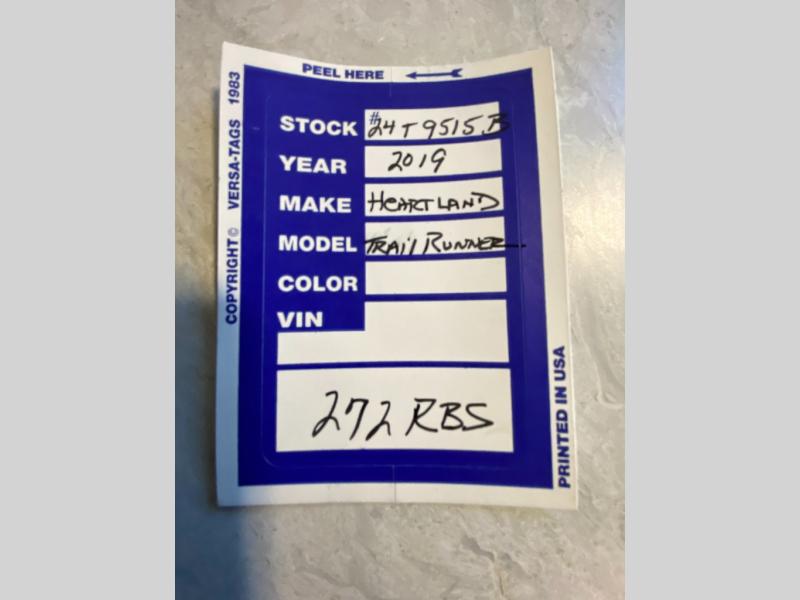 PEEL HERE
COPYRIGHT© VERSA-TAGS 1983
STOCK #24T9515.B
YEAR 2019
MAKE HEARTLAND
MODEL TRAIL RUNNER
COLOR
VIN
272 RBS
PRINTED IN USA